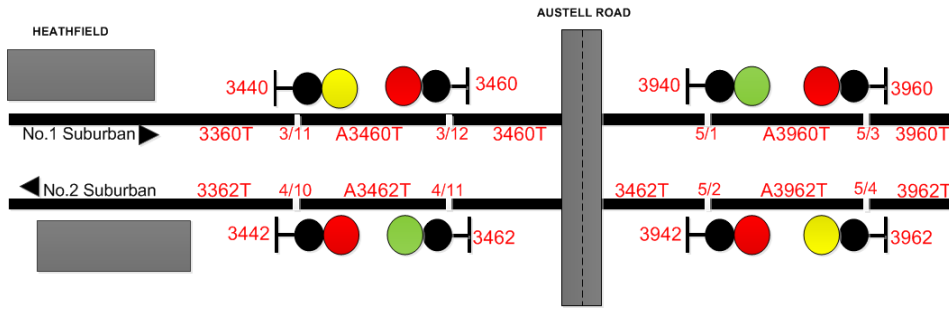 AUSTELL ROAD
HEATHFIELD
3440
3460
3940
3960
No.1 Suburban
3360T
3/11
A3460T
3/12
3460T
5/1
A3960T
5/3
3960T
No.2 Suburban
3362T
4/10
A3462T
4/11
3462T
5/2
A3962T
5/4
3962T
3442
3462
3942
3962